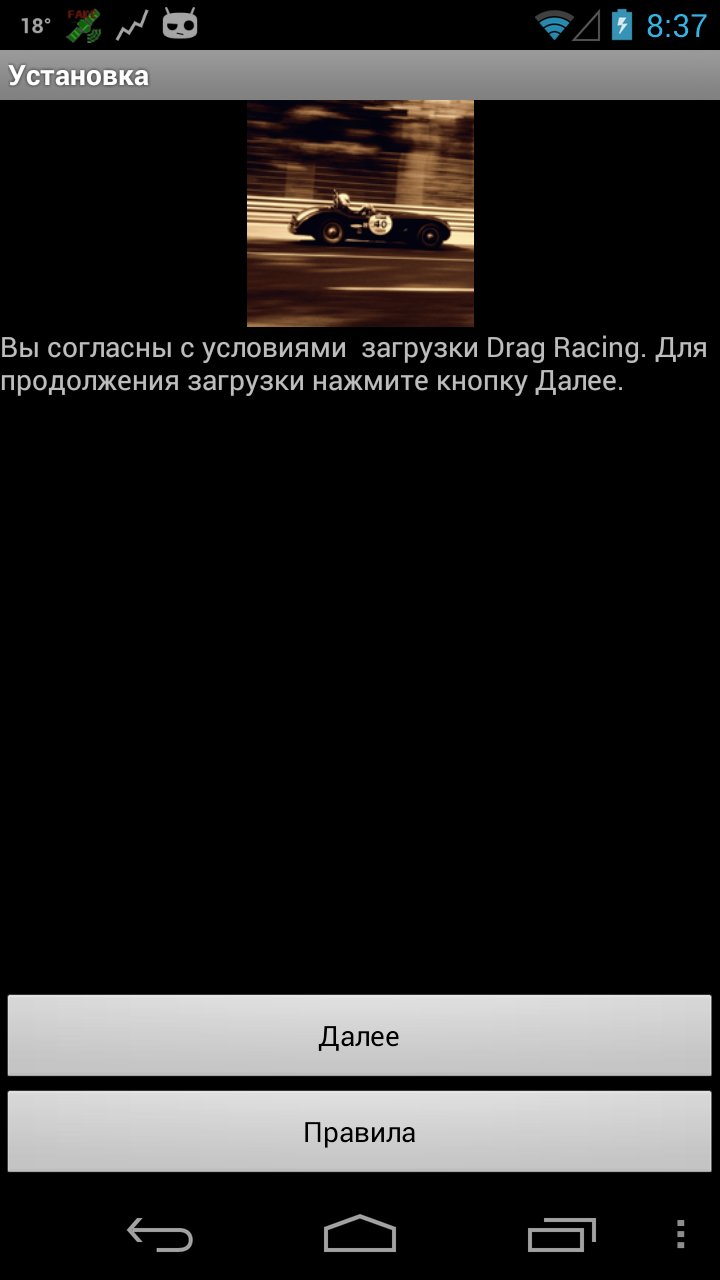 18°
FAKE
8:37
Установка
40
Вы согласны с условиями  загрузки Drag Racing. Для
продолжения загрузки нажмите кнопку Далее.
Далее
Правила